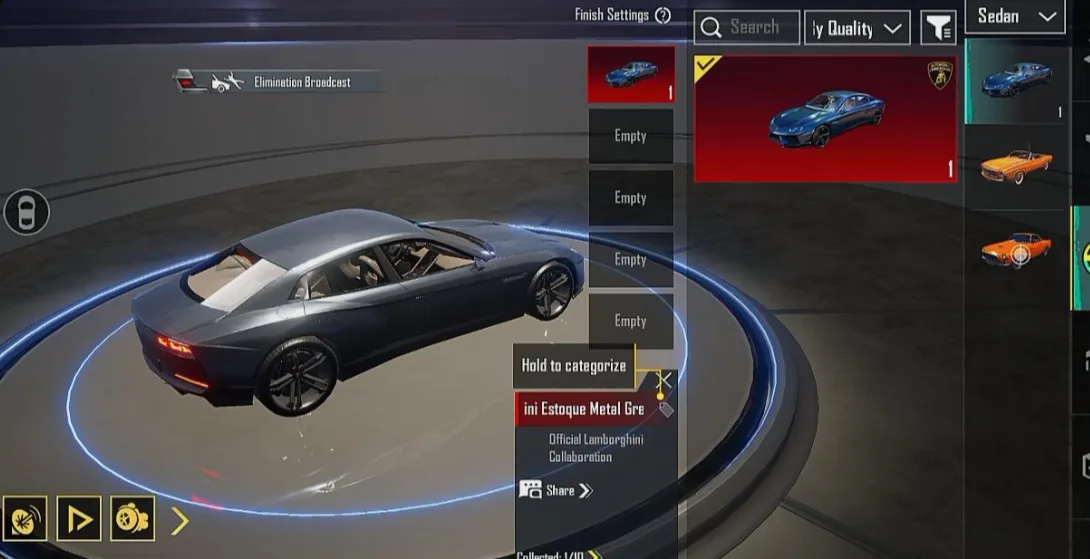 Finish Settings ?
Search
y Quality
Sedan
Elimination Broadcast
1
1
1
Empty
Empty
Empty
Empty
Hold to categorize
ini Estoque Metal Gre
Official Lamborghini
Collaboration
Share
Collected: 1/10